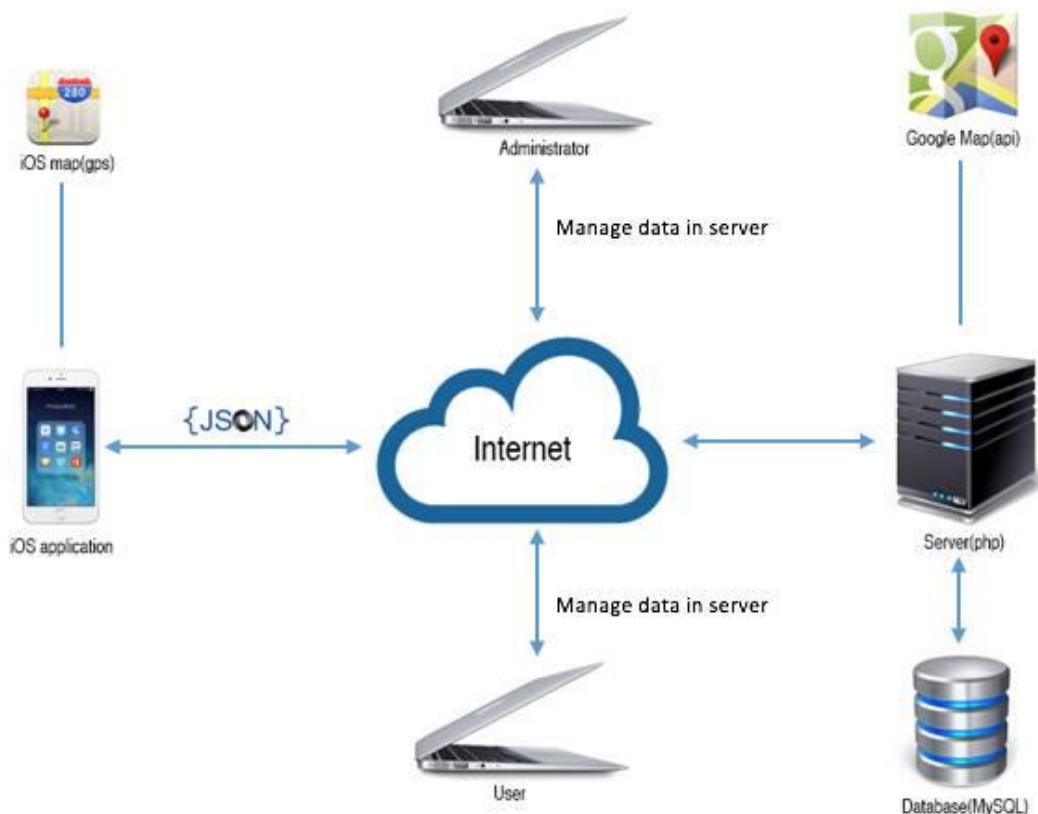 280
iOS map(gps)
Administrator
Google Map(api)
Manage data in server
{JSON}
Internet
iOS application
Server(php)
Manage data in server
User
Database(MySQL)